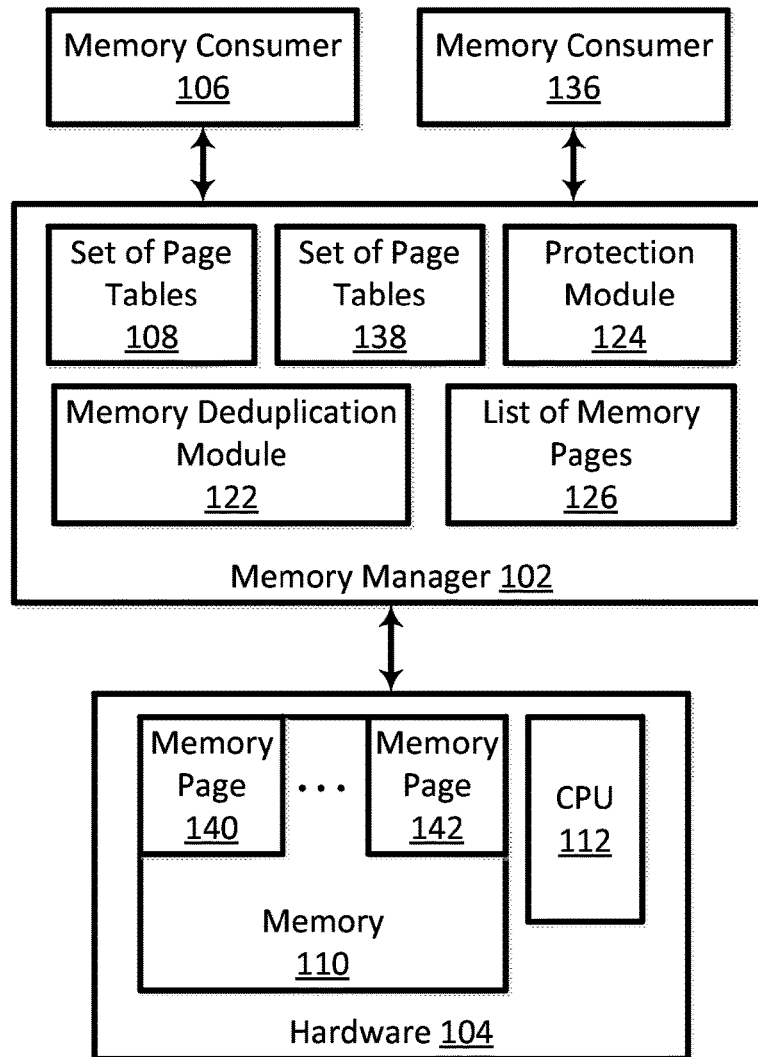 Memory Consumer
106
Memory Consumer
136
Set of Page
Tables
108
Set of Page
Tables
138
Protection
Module
124
Memory Deduplication
Module
122
List of Memory
Pages
126
Memory Manager 102
Memory
Page
140
...
Memory
Page
142
CPU
112
Memory
110
Hardware 104